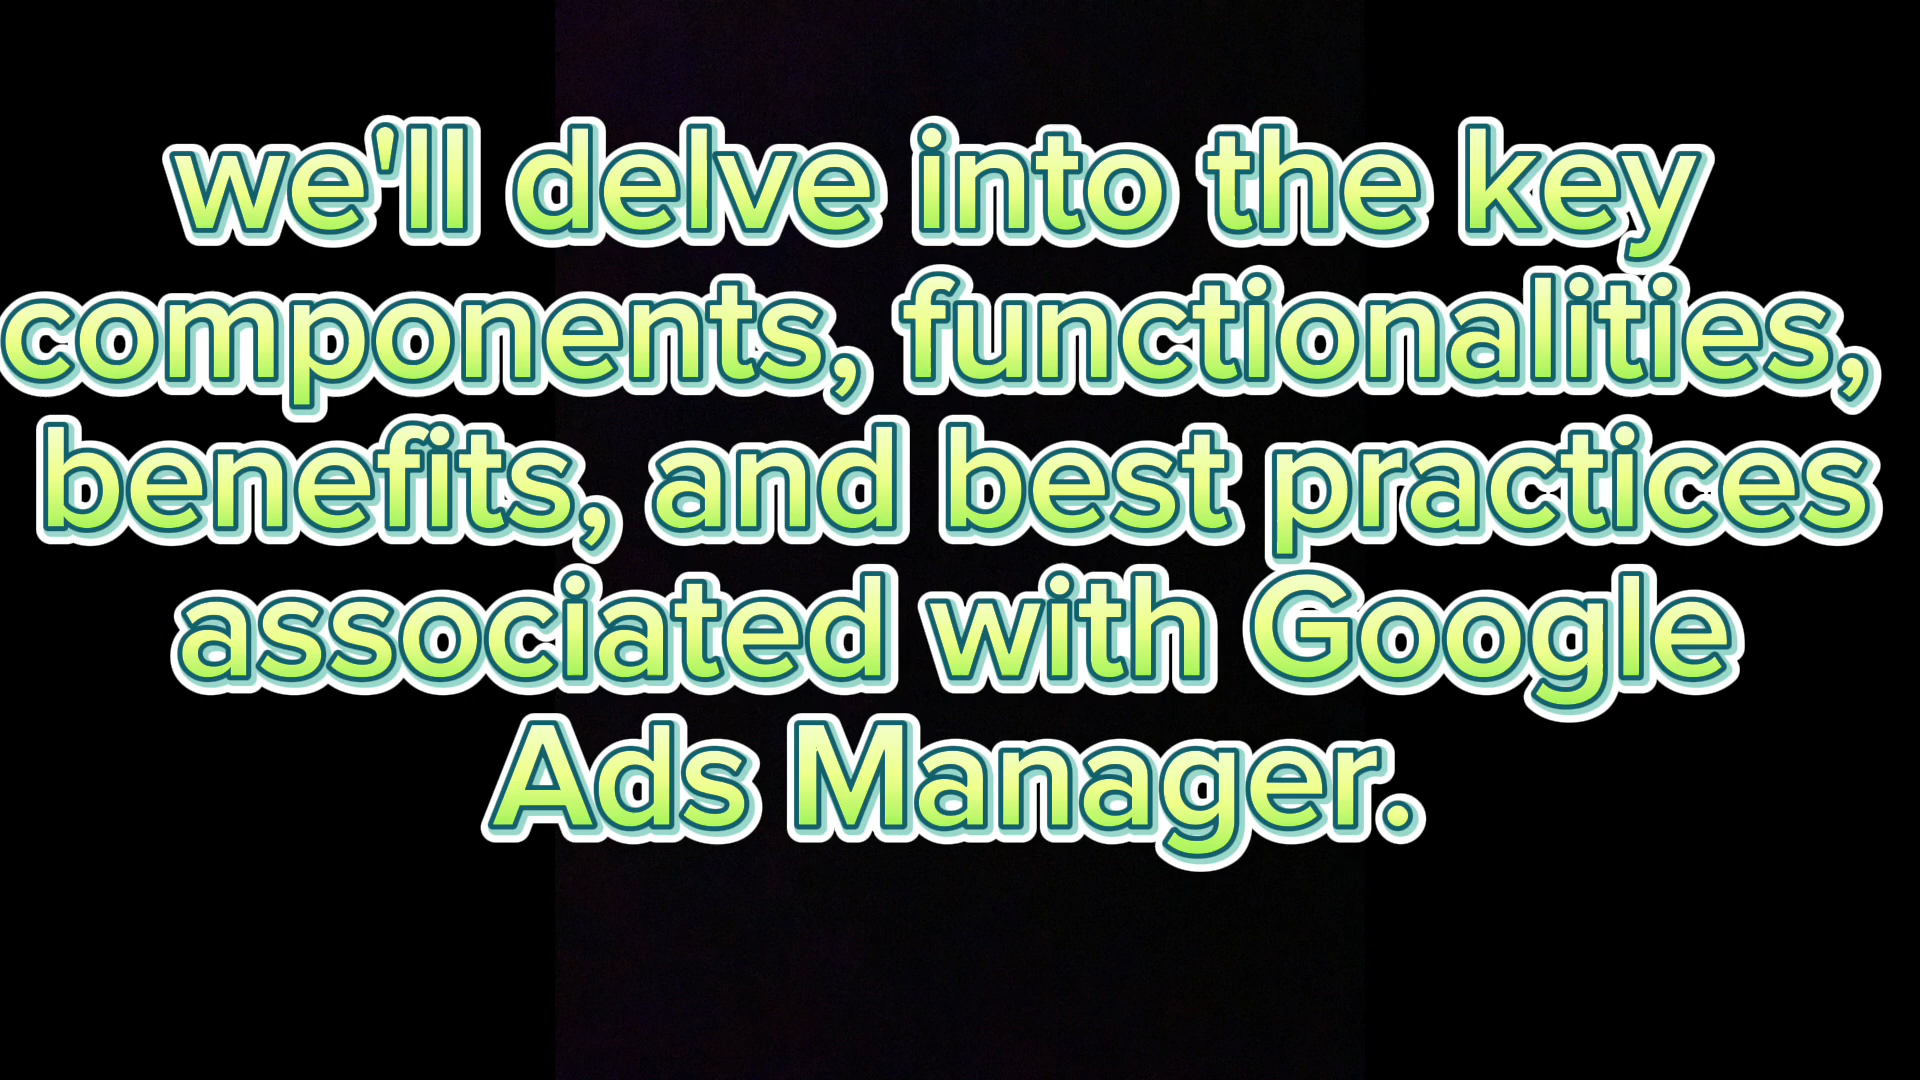 we'll delve into the key
components, functionalities,
benefits, and best practices
associated with Google
Ads Manager.